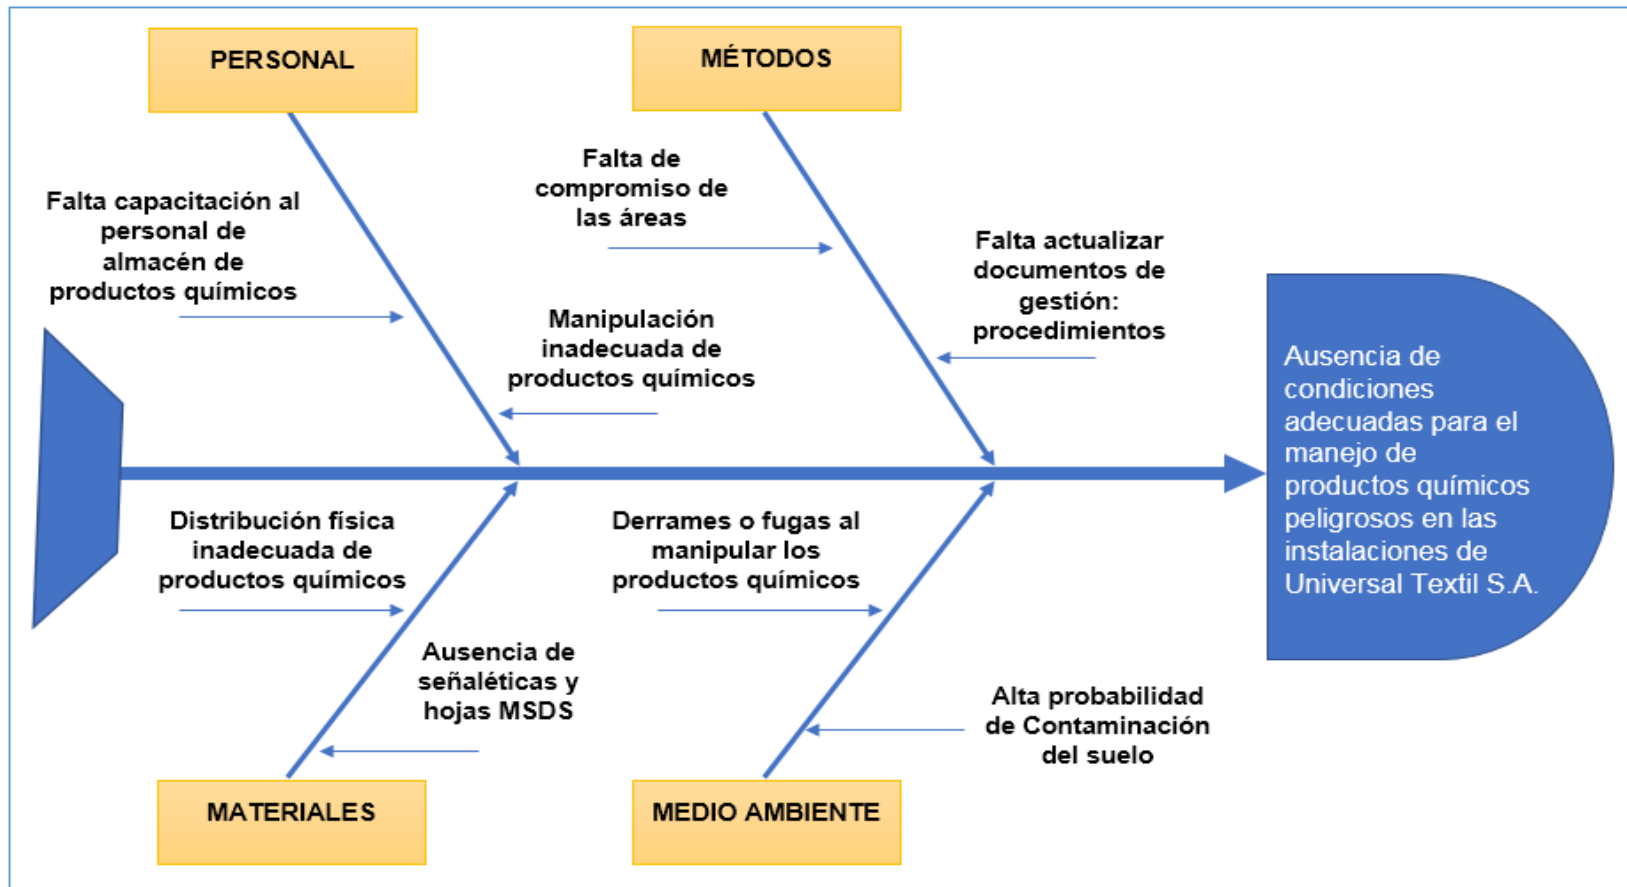 PERSONAL
MÉTODOS
Falta capacitación al
personal de
almacén de
productos químicos
Falta de
compromiso de
las áreas
Manipulación
inadecuada de
productos químicos
Falta actualizar
documentos de
gestión:
procedimientos
Ausencia de
condiciones
adecuadas para el
manejo de
productos químicos
peligrosos en las
instalaciones de
Universal Textil S.A.
Distribución física
inadecuada de
productos químicos
Ausencia de
señaléticas y
hojas MSDS
Derrames o fugas al
manipular los
productos químicos
Alta probabilidad
de Contaminación
del suelo
MATERIALES
MEDIO AMBIENTE